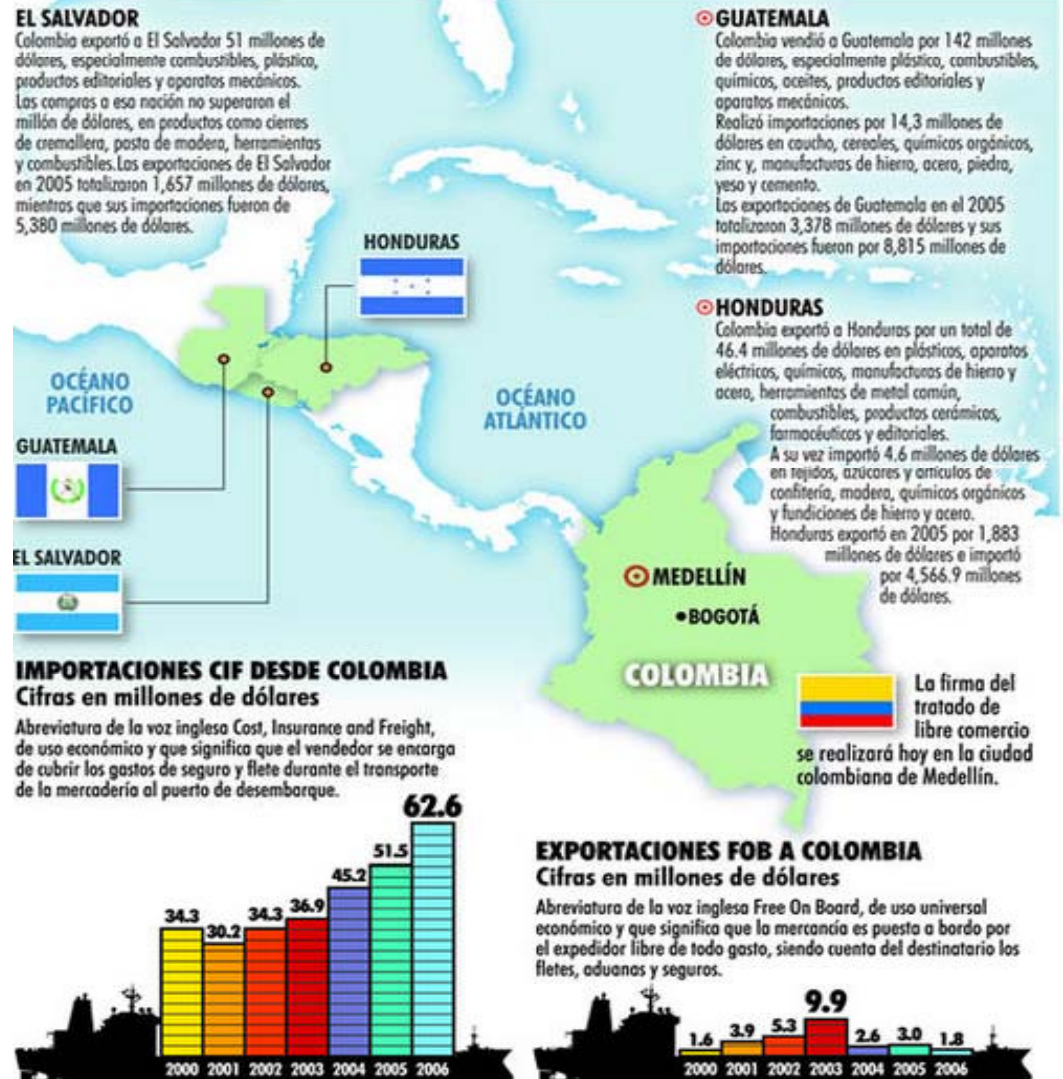 EL SALVADOR
Colombia exportó a El Salvador 51 millones de
dólares, especialmente combustibles, plástico,
productos editoriales y aparatos mecánicos.
Las compras a esa nación no superaron el
millón de dólares, en productos como cierres
de cremallera, pasta de madera, herramientas
y combustibles.Las exportaciones de El Salvador
en 2005 totalizaron 1,657 millones de dólares,
mientras que sus importaciones fueron de
5,380 millones de dólares.
GUATEMALA
Colombia vendió a Guatemala por 142 millones
de dólares, especialmente plástico, combustibles,
químicos, aceites, productos editoriales y
aparatos mecánicos.
Realizó importaciones por 14,3 millones de
dólares en caucho, cereales, químicos orgánicos,
zinc y, manufacturas de hierro, acero, piedra,
yeso y cemento.
Las exportaciones de Guatemala en el 2005
totalizaron 3,378 millones de dólares y sus
importaciones fueron por 8,815 millones de
dólares.
HONDURAS
Colombia exportó a Honduras por un total de
46.4 millones de dólares en plásticos, aparatos
eléctricos, químicos, manufacturas de hierro y
acero, herramientas de metal común,
combustibles, productos cerámicos,
farmacéuticos y editoriales.
A su vez importó 4.6 millones de dólares
en tejidos, azúcares y artículos de
confitería, madera, químicos orgánicos
y fundiciones de hierro y acero.
Honduras exportó en 2005 por 1,883
millones de dólares e importó
por 4,566.9 millones
de dólares.
HONDURAS
OCÉANO
PACÍFICO
OCÉANO
ATLÁNTICO
GUATEMALA
EL SALVADOR
MEDELLÍN
BOGOTÁ
COLOMBIA
La firma del
tratado de
libre comercio
se realizará hoy en la ciudad
colombiana de Medellín.
IMPORTACIONES CIF DESDE COLOMBIA
Cifras en millones de dólares
Abreviatura de la voz inglesa Cost, Insurance and Freight,
de uso económico y que significa que el vendedor se encarga
de cubrir los gastos de seguro y flete durante el transporte
de la mercadería al puerto de desembarque.
34.3 30.2 34.3 36.9 45.2 51.5 62.6
2000 2001 2002 2003 2004 2005 2006
EXPORTACIONES FOB A COLOMBIA
Cifras en millones de dólares
Abreviatura de la voz inglesa Free On Board, de uso universal
económico y que significa que la mercancía es puesta a bordo por
el expedidor libre de todo gasto, siendo cuenta del destinatario los
fletes, aduanas y seguros.
1.6 3.9 5.3 9.9 2.6 3.0 1.8
2000 2001 2002 2003 2004 2005 2006